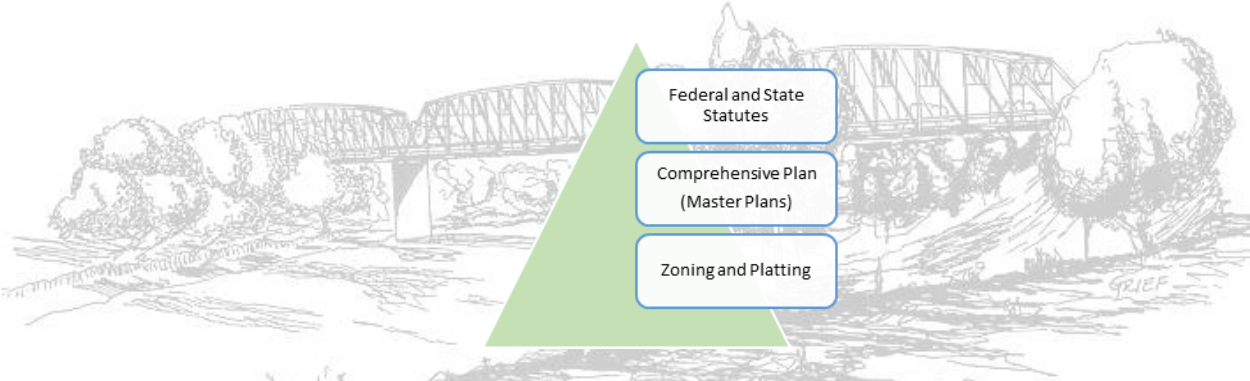 Federal and State
Statutes
Comprehensive Plan
(Master Plans)
Zoning and Platting
GRIEF